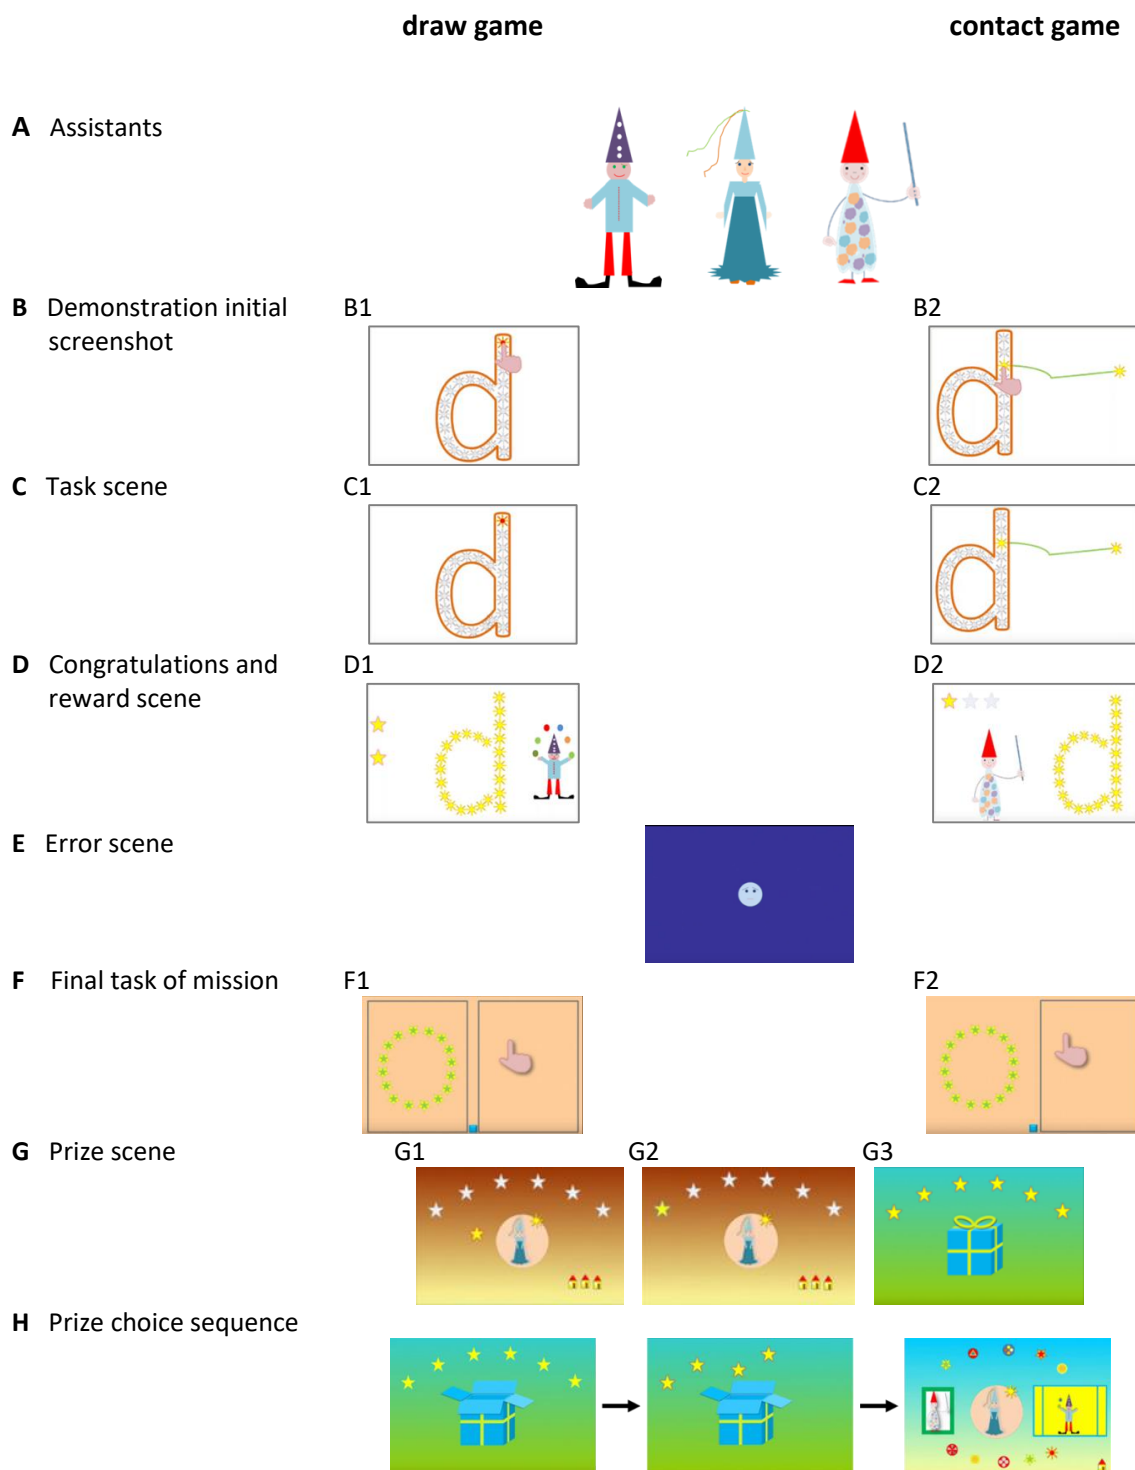 draw game contact game
A Assistants
B Demonstration initial screenshot B1 B2
C Task scene C1 C2
D Congratulations and reward scene D1 D2
E Error scene
F Final task of mission F1 F2
G Prize scene G1 G2 G3
H Prize choice sequence